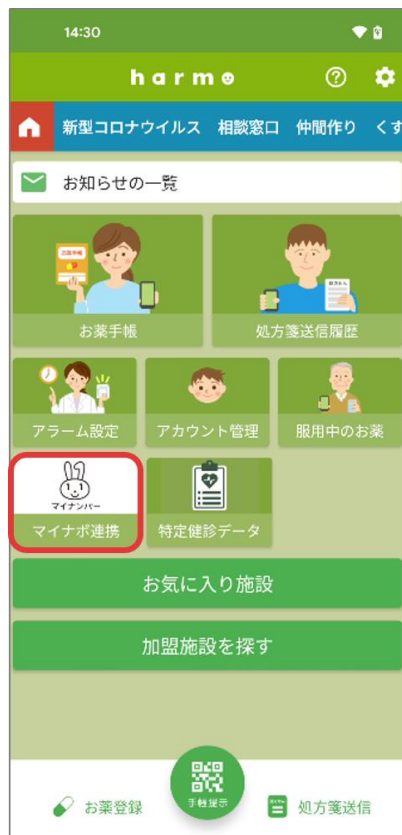 14:30
harmo
?
新型コロナウイルス 相談窓口 仲間作り くす
お知らせの一覧
お薬手帳
お薬手帳 処方箋送信履歴
アラーム設定 アカウント管理 服用中のお薬
マイナンバー
マイナポ連携 特定健診データ
お気に入り施設
加盟施設を探す
お薬登録 手帳提示 処方箋送信